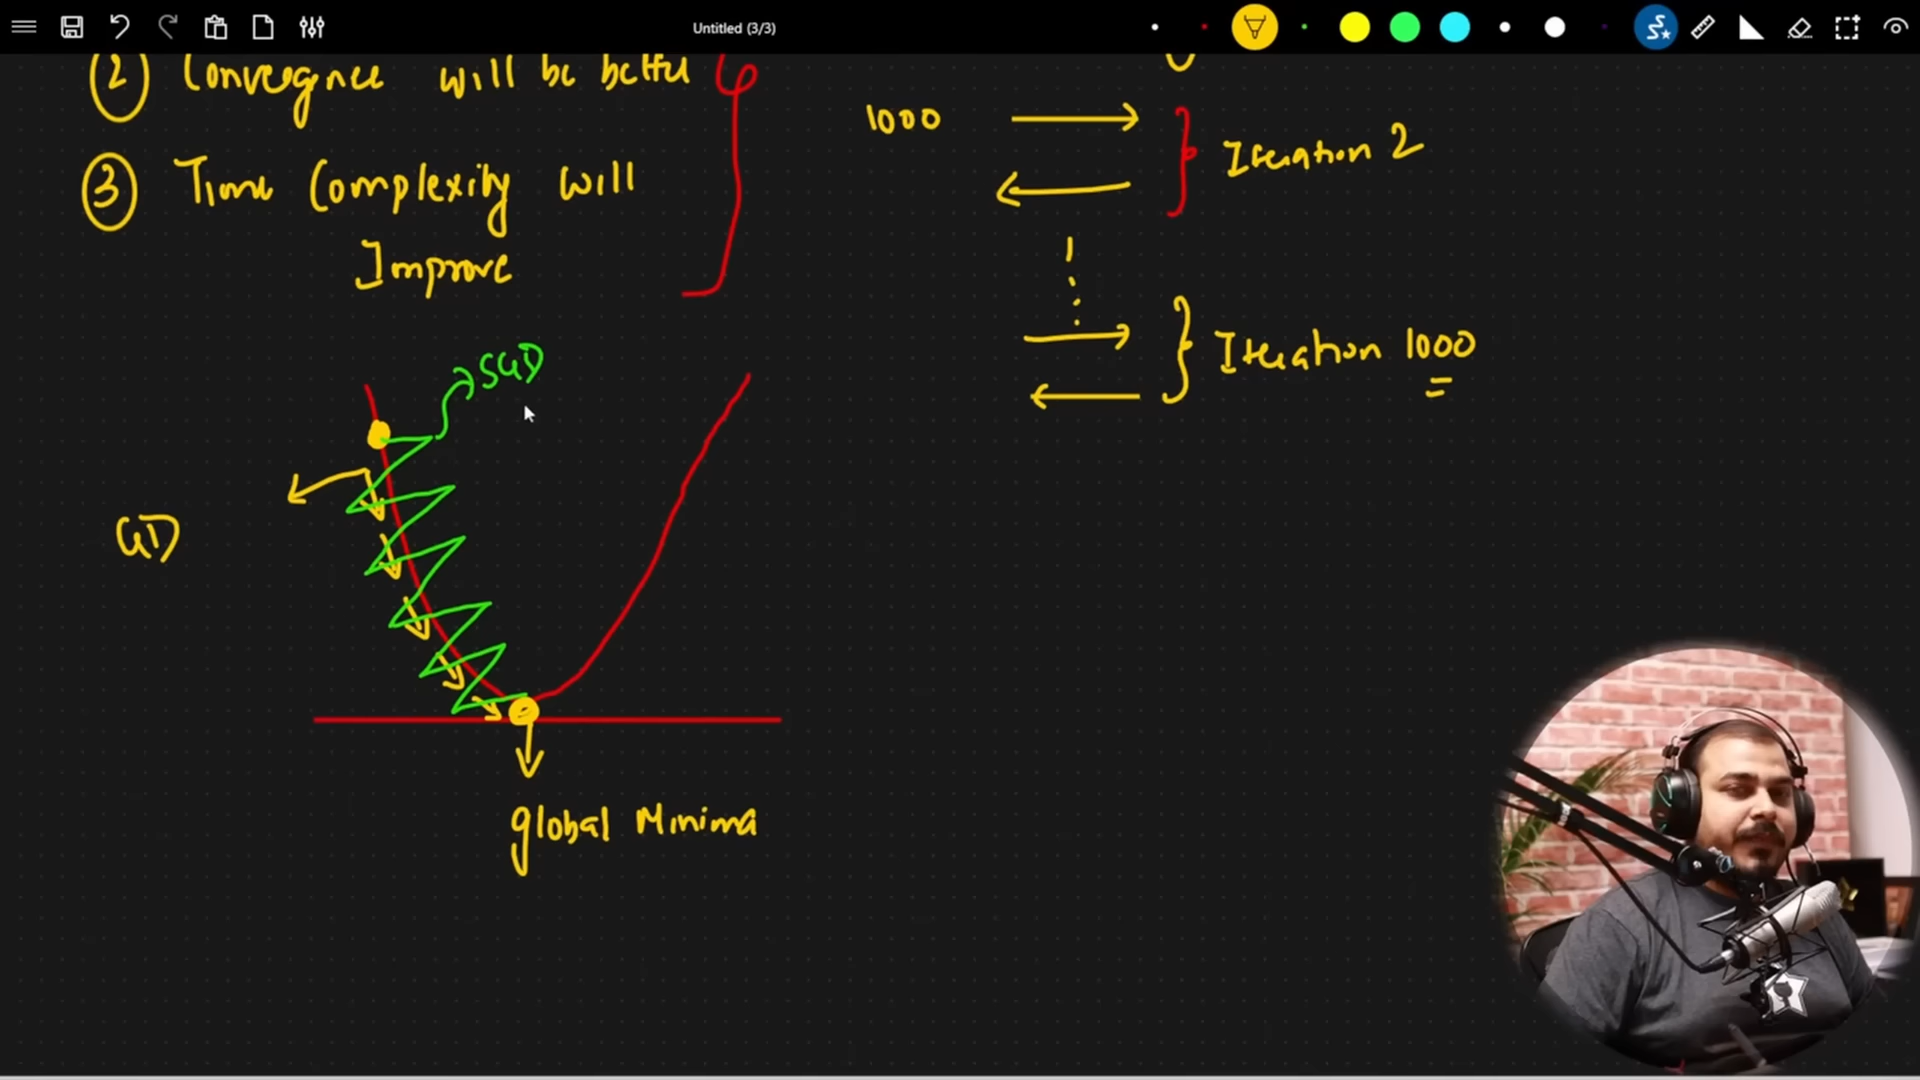 Untitled (3/3)
② Convergence will be better
③ Time Complexity will
Improve
1000
Iteration 2
Iteration 1000
SGD
GD
global Minima